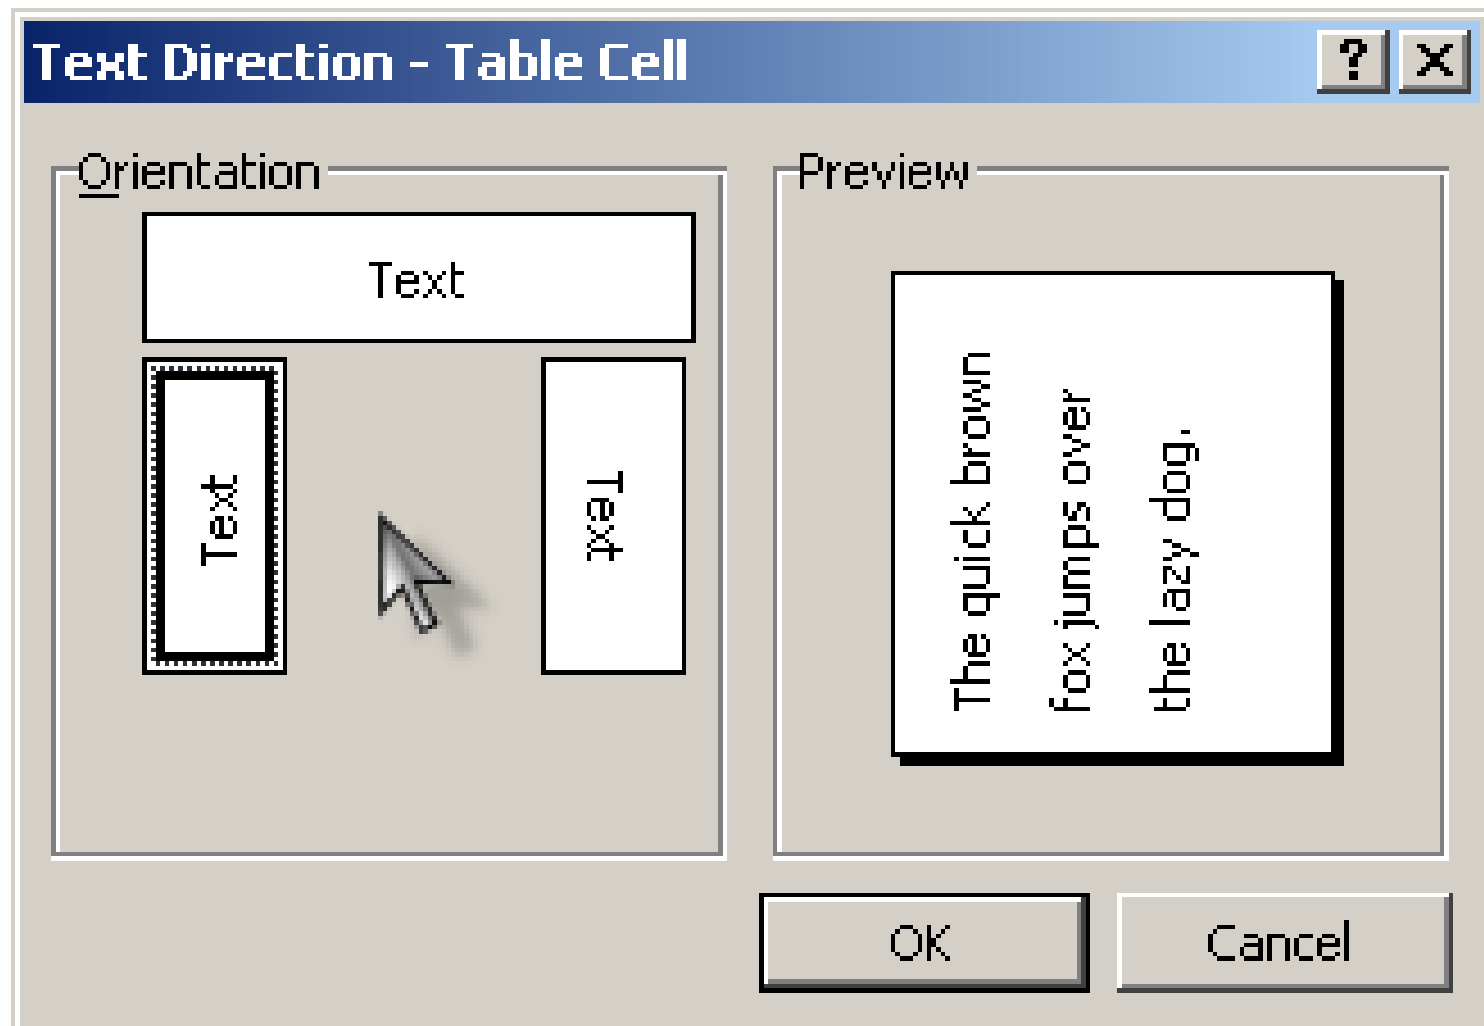 Text Direction - Table Cell
Orientation
Text
Text
Text
Preview
The quick brown
fox jumps over
the lazy dog.
OK
Cancel